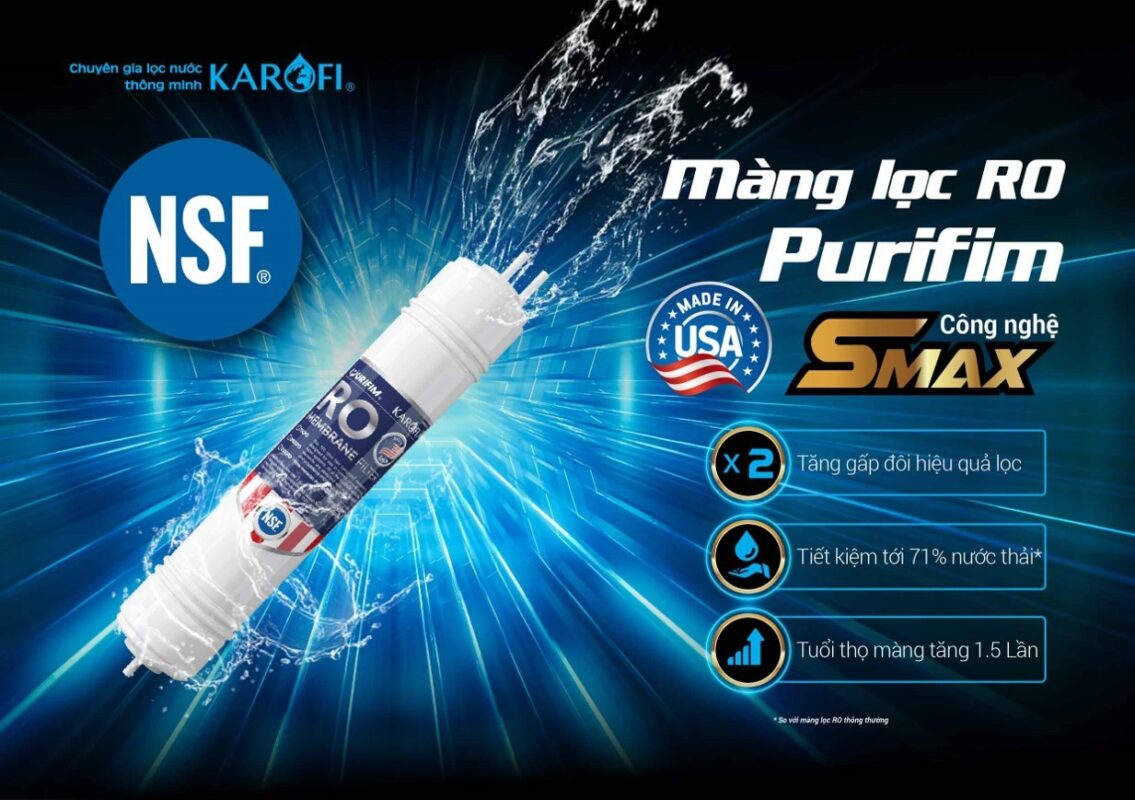 Chuyên gia lọc nước
thông minh
KAROFI®
NSF®
Màng lọc RO
Purifim
MADE IN
USA
Công nghệ
SMAX
x2
Tăng gấp đôi hiệu quả lọc
Tiết kiệm tới 71% nước thải*
Tuổi thọ màng tăng 1.5 Lần
* So với màng lọc RO thông thường
PURIFIM®
RO
MEMBRANE
KAROFI
NSF